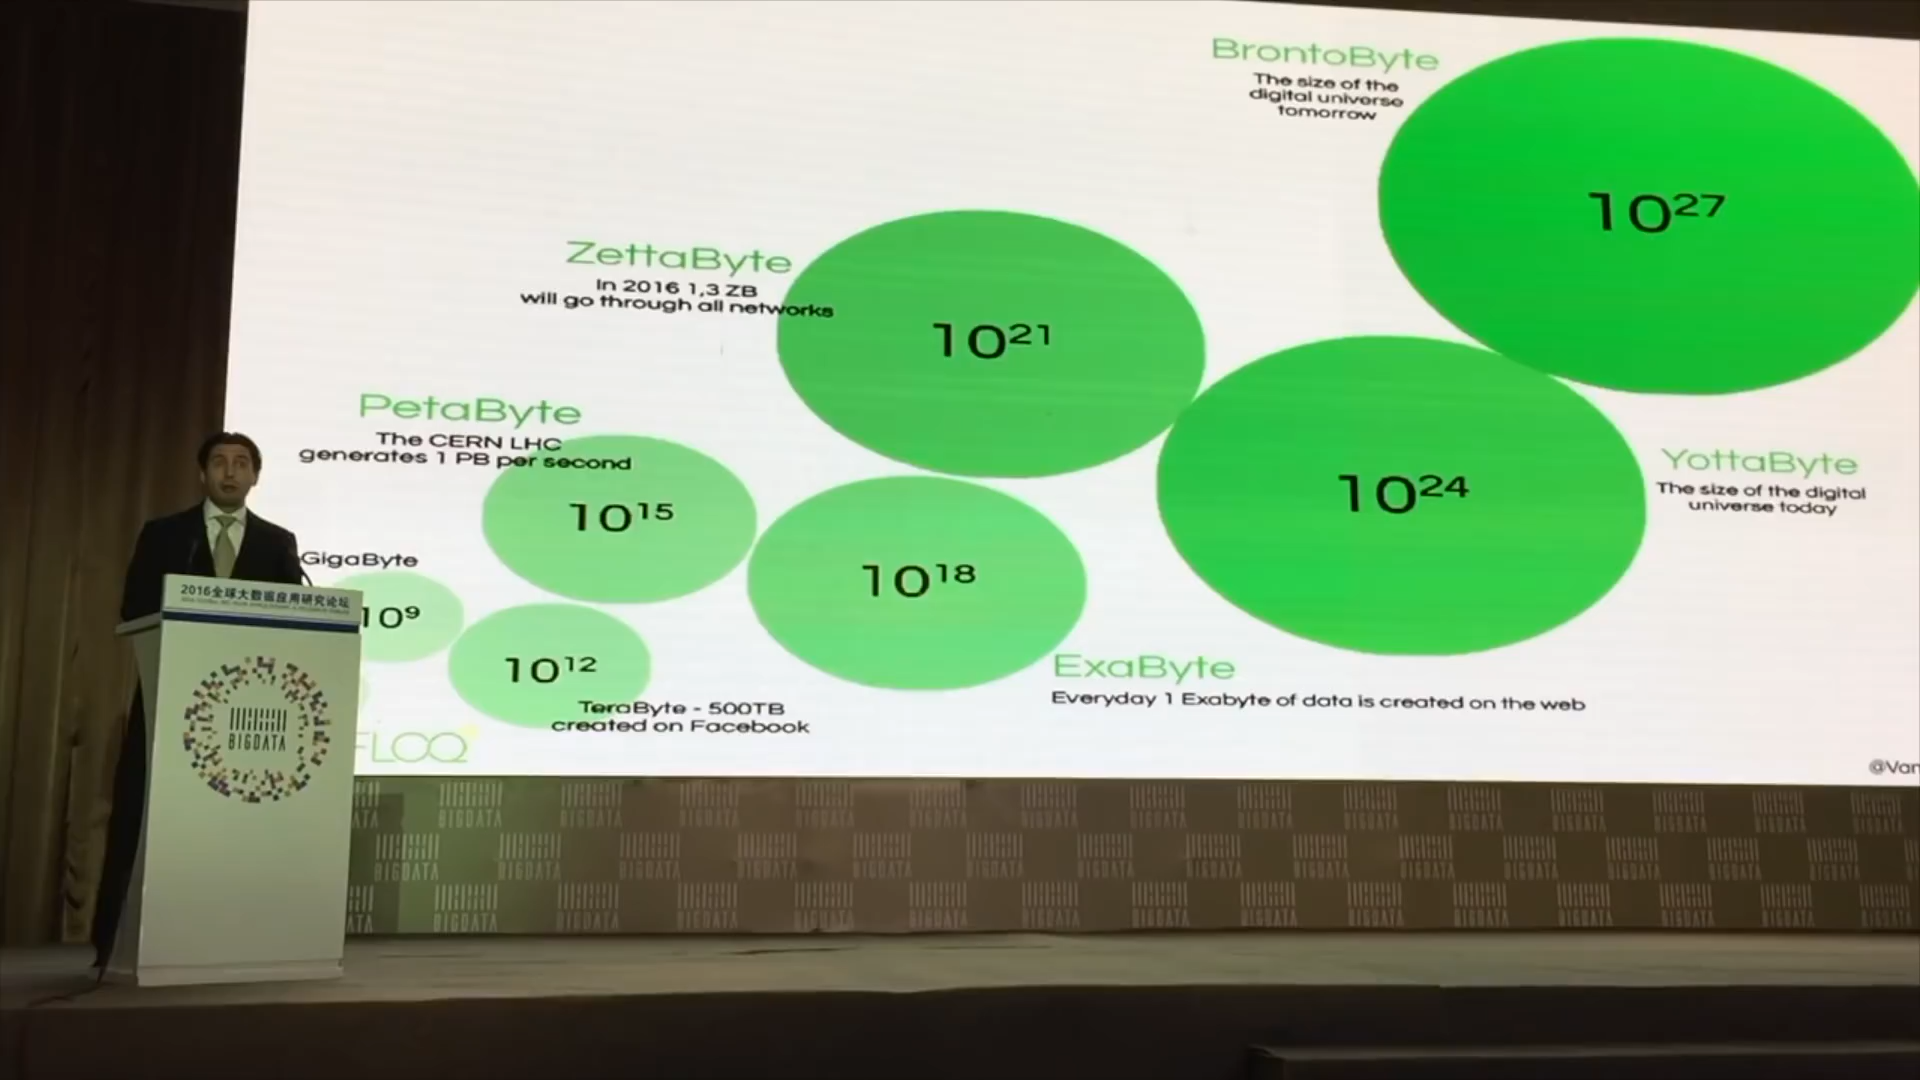 BrontoByte
The size of the
digital universe
tomorrow
10²⁷
ZettaByte
In 2016 1,3 ZB
will go through all networks
10²¹
PetaByte
The CERN LHC
generates 1 PB per second
10¹⁵
YottaByte
The size of the digital
universe today
10²⁴
GigaByte
10⁹
10¹⁸
ExaByte
Everyday 1 Exabyte of data is created on the web
10¹²
TeraByte - 500TB
created on Facebook
FLOQ
@Van
2016全球大数据应用研究论坛
BIGDATA
BIGDATA